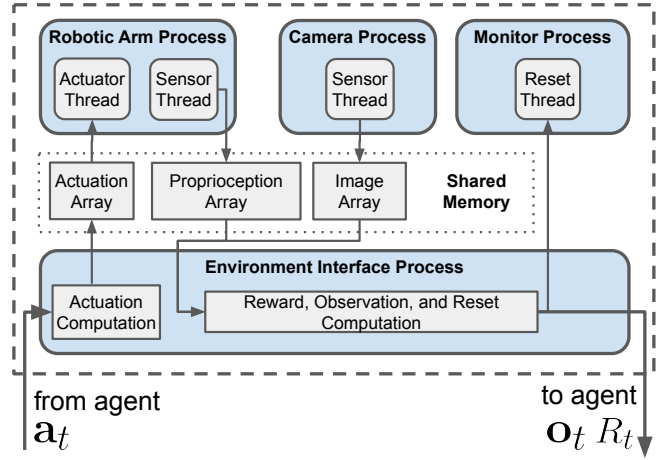 Robotic Arm Process
Camera Process
Monitor Process
Actuator
Thread
Sensor
Thread
Sensor
Thread
Reset
Thread
Actuation
Array
Proprioception
Array
Image
Array
Shared
Memory
Environment Interface Process
Actuation
Computation
Reward, Observation, and Reset
Computation
from agent
a_t
to agent
o_t R_t